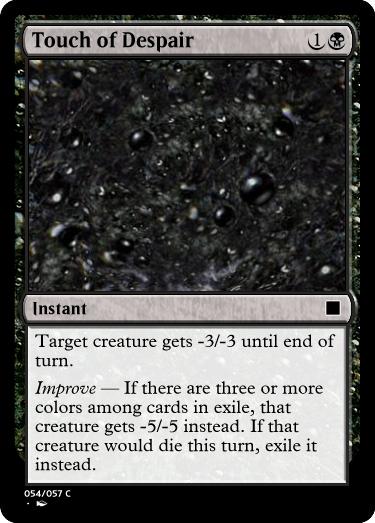 Touch of Despair 1
Instant
Target creature gets -3/-3 until end of
turn.
Improve — If there are three or more
colors among cards in exile, that
creature gets -5/-5 instead. If that
creature would die this turn, exile it
instead.
054/057 C